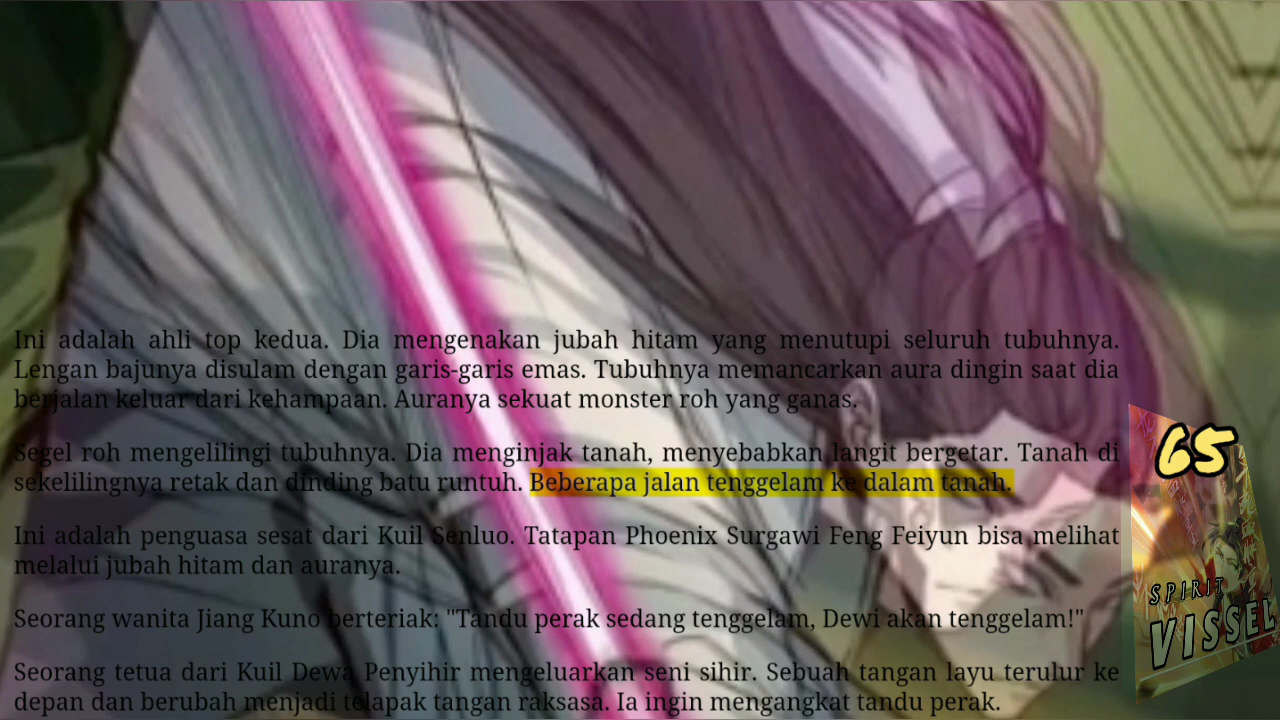 Ini adalah ahli top kedua. Dia mengenakan jubah hitam yang menutupi seluruh tubuhnya.
Lengan bajunya disulam dengan garis-garis emas. Tubuhnya memancarkan aura dingin saat dia
berjalan keluar dari kehampaan. Auranya sekuat monster roh yang ganas.
Segel roh mengelilingi tubuhnya. Dia menginjak tanah, menyebabkan langit bergetar. Tanah di
sekelilingnya retak dan dinding batu runtuh. Beberapa jalan tenggelam ke dalam tanah.
Ini adalah penguasa sesat dari Kuil Senluo. Tatapan Phoenix Surgawi Feng Feiyun bisa melihat
melalui jubah hitam dan auranya.
Seorang wanita Jiang Kuno berteriak: "Tandu perak sedang tenggelam, Dewi akan tenggelam!"
Seorang tetua dari Kuil Dewa Penyihir mengeluarkan seni sihir. Sebuah tangan layu terulur ke
depan dan berubah menjadi telapak tangan raksasa. Ia ingin mengangkat tandu perak.
65
SPIRIT
VISSEL